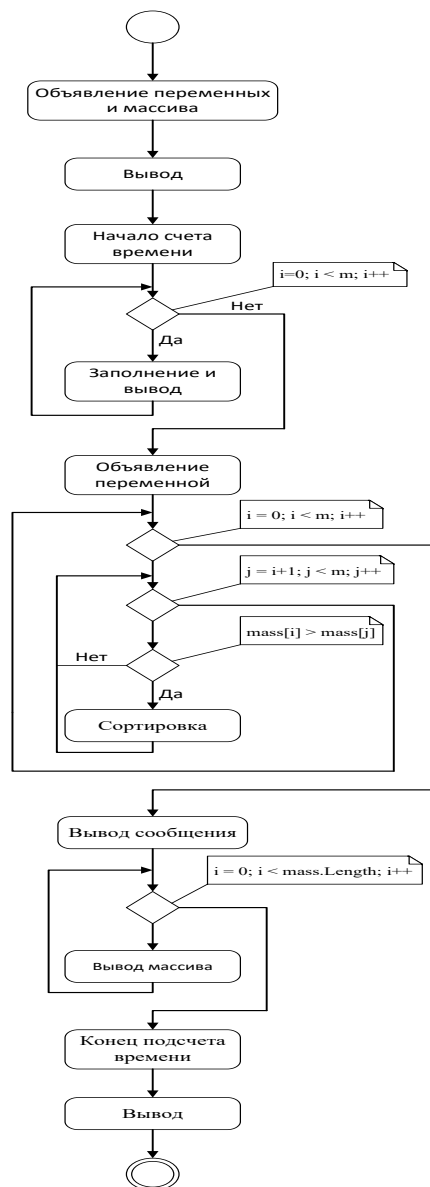 Объявление переменных
и массива
Вывод
Начало счета
времени
i=0; i < m; i++
Нет
Да
Заполнение и
вывод
Объявление
переменной
i = 0; i < m; i++
j = i+1; j < m; j++
mass[i] > mass[j]
Нет
Да
Сортировка
Вывод сообщения
i = 0; i < mass.Length; i++
Вывод массива
Конец подсчета
времени
Вывод